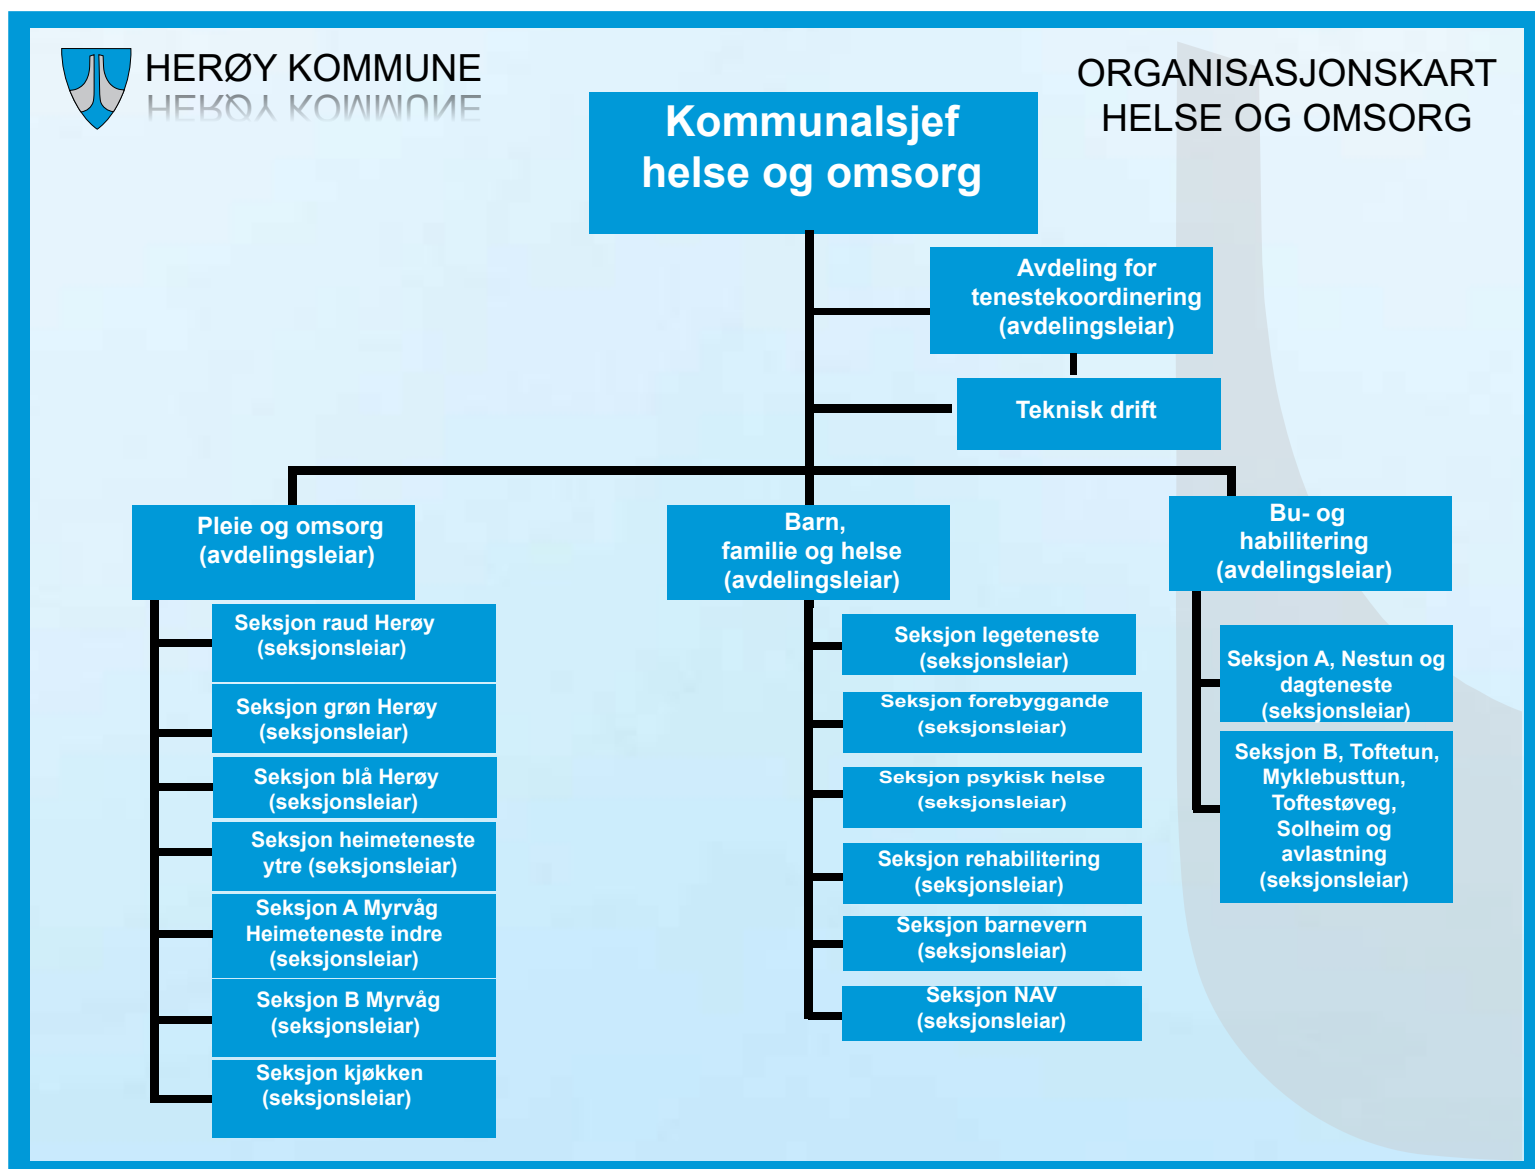 HERØY KOMMUNE
ORGANISASJONSKART
HELSE OG OMSORG
Kommunalsjef
helse og omsorg
Avdeling for
tenestekoordinering
(avdelingsleiar)
Teknisk drift
Pleie og omsorg
(avdelingsleiar)
Seksjon raud Herøy
(seksjonsleiar)
Seksjon grøn Herøy
(seksjonsleiar)
Seksjon blå Herøy
(seksjonsleiar)
Seksjon heimeteneste
ytre (seksjonsleiar)
Seksjon A Myrvåg
Heimeteneste indre
(seksjonsleiar)
Seksjon B Myrvåg
(seksjonsleiar)
Seksjon kjøkken
(seksjonsleiar)
Barn,
familie og helse
(avdelingsleiar)
Seksjon legeteneste
(seksjonsleiar)
Seksjon forebyggande
(seksjonsleiar)
Seksjon psykisk helse
(seksjonsleiar)
Seksjon rehabilitering
(seksjonsleiar)
Seksjon barnevern
(seksjonsleiar)
Seksjon NAV
(seksjonsleiar)
Bu- og
habilitering
(avdelingsleiar)
Seksjon A, Nestun og
dagteneste
(seksjonsleiar)
Seksjon B, Toftetun,
Myklebusttun,
Toftestøveg,
Solheim og
avlastning
(seksjonsleiar)